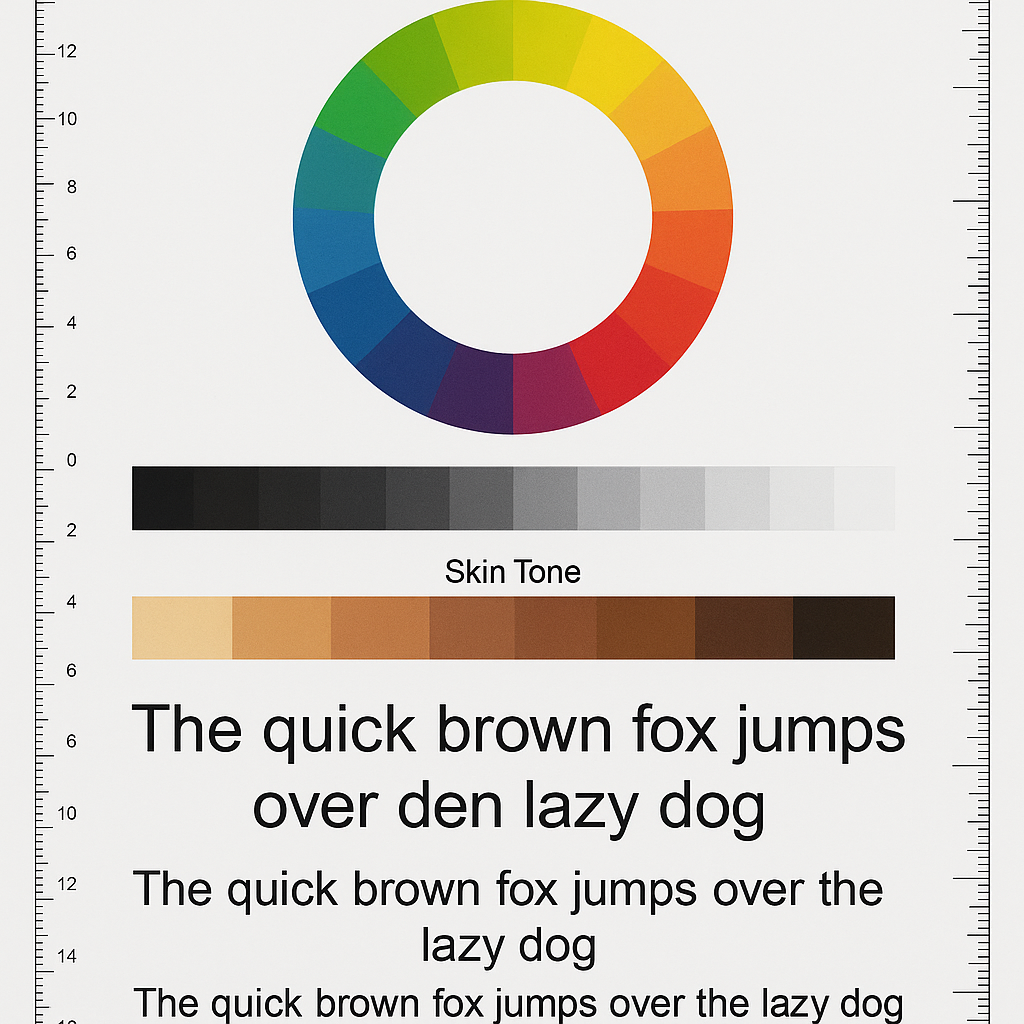 12
10
8
6
4
2
0
2
Skin Tone
4
6
The quick brown fox jumps
6
over den lazy dog
10
12
The quick brown fox jumps over the
lazy dog
14
The quick brown fox jumps over the lazy dog